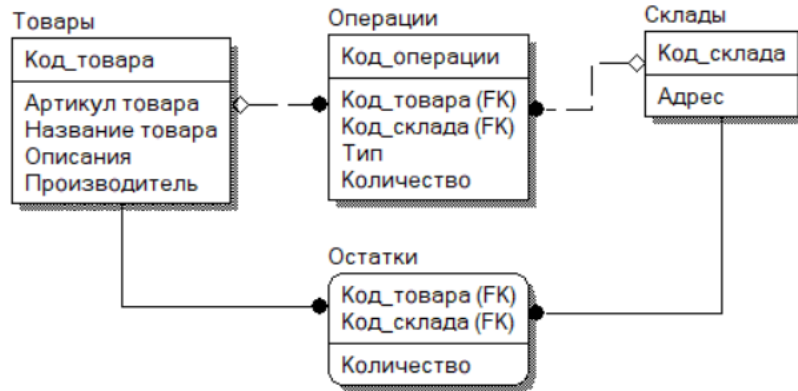 Товары
Код_товара
Артикул товара
Название товара
Описания
Производитель
Операции
Код_операции
Код_товара (FK)
Код_склада (FK)
Тип
Количество
Склады
Код_склада
Адрес
Остатки
Код_товара (FK)
Код_склада (FK)
Количество